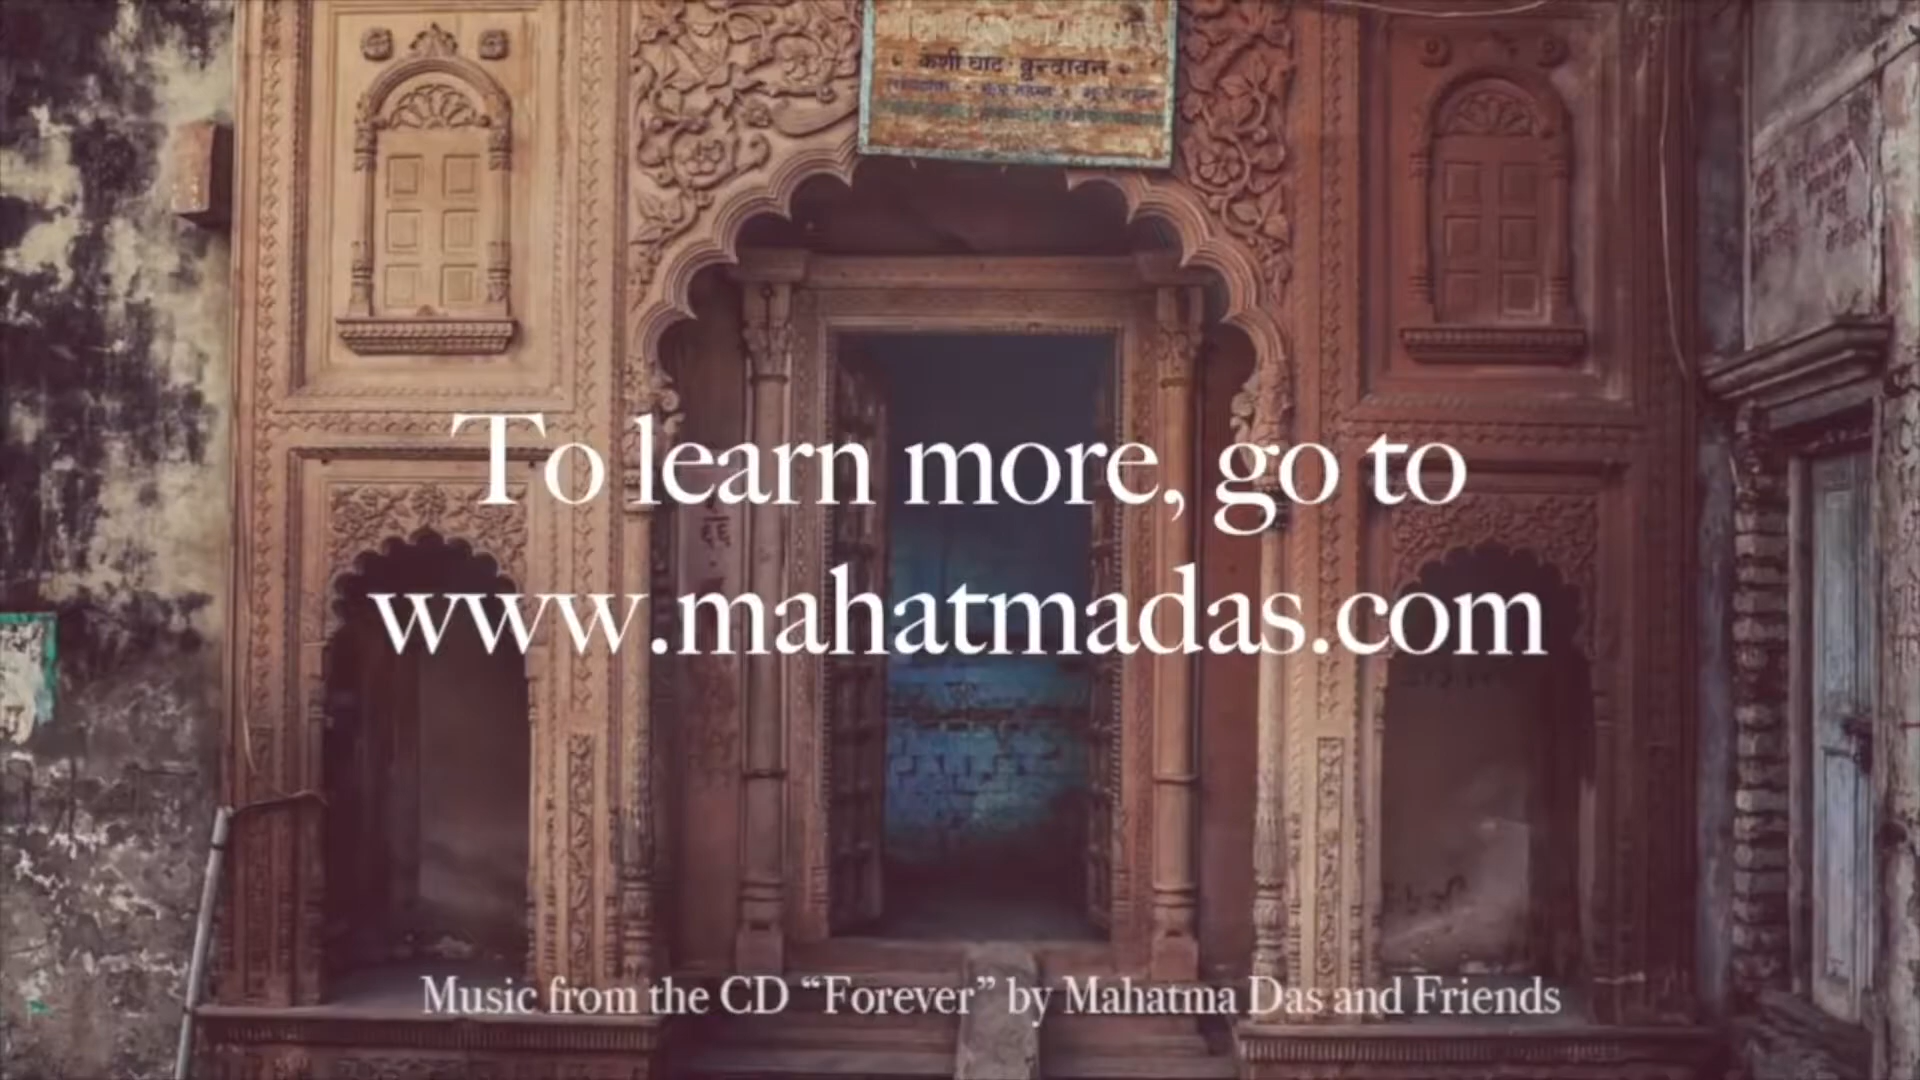 केशी घाट · वृन्दावन
To learn more, go to
www.mahatmadas.com
Music from the CD “Forever” by Mahatma Das and Friends